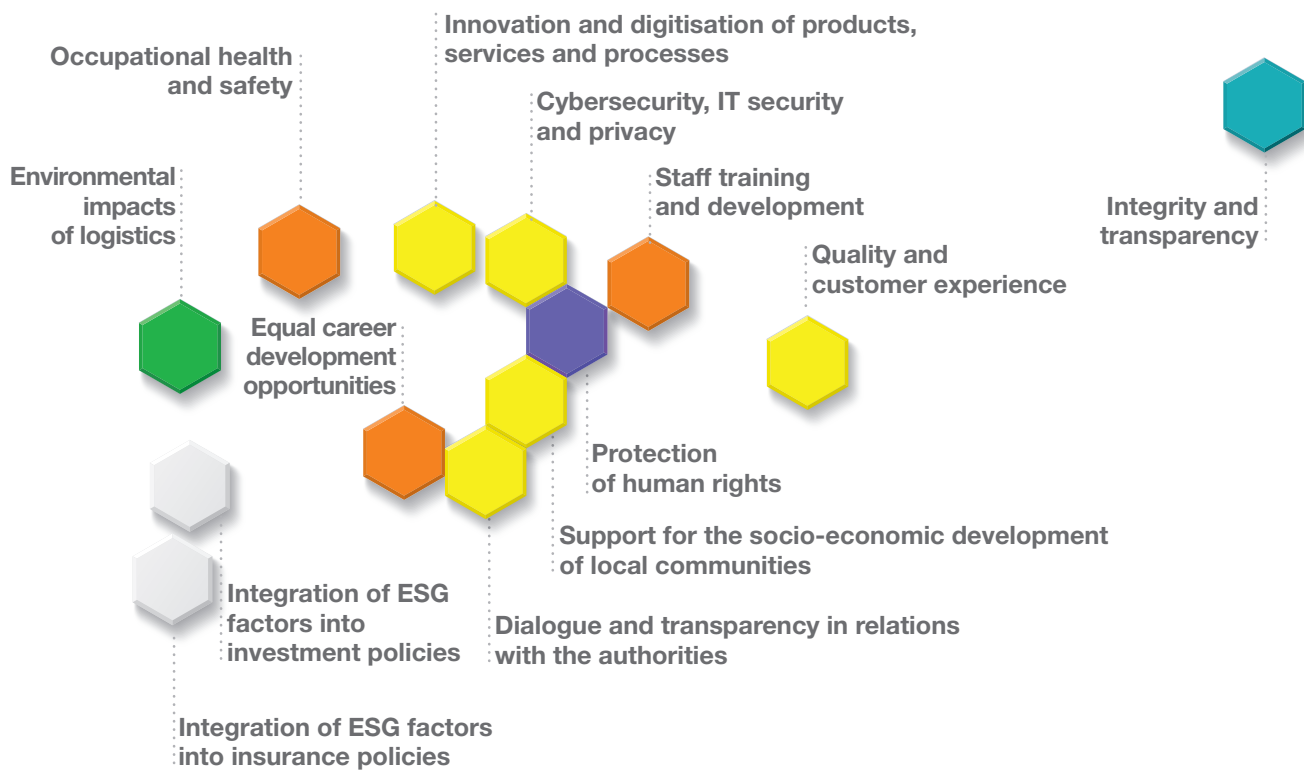 Innovation and digitisation of products,
services and processes
Occupational health
and safety
Cybersecurity, IT security
and privacy
Environmental
impacts
of logistics
Staff training
and development
Integrity and
transparency
Quality and
customer experience
Equal career
development
opportunities
Protection
of human rights
Support for the socio-economic development
of local communities
Integration of ESG
factors into
investment policies
Dialogue and transparency in relations
with the authorities
Integration of ESG factors
into insurance policies